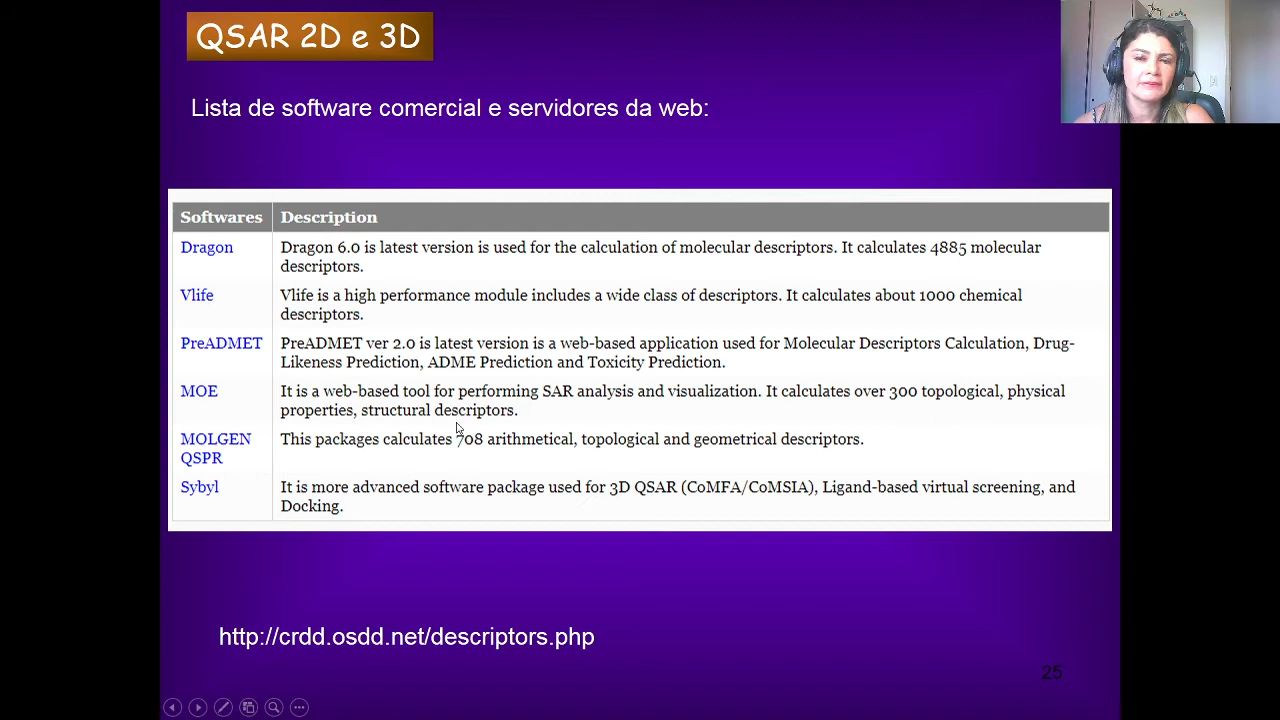 QSAR 2D e 3D
Lista de software comercial e servidores da web:
Softwares Description
Dragon Dragon 6.0 is latest version is used for the calculation of molecular descriptors. It calculates 4885 molecular
descriptors.
Vlife Vlife is a high performance module includes a wide class of descriptors. It calculates about 1000 chemical
descriptors.
PreADMET PreADMET ver 2.0 is latest version is a web-based application used for Molecular Descriptors Calculation, Drug-
Likeness Prediction, ADME Prediction and Toxicity Prediction.
MOE It is a web-based tool for performing SAR analysis and visualization. It calculates over 300 topological, physical
properties, structural descriptors.
MOLGEN This packages calculates 708 arithmetical, topological and geometrical descriptors.
QSPR
Sybyl It is more advanced software package used for 3D QSAR (CoMFA/CoMSIA), Ligand-based virtual screening, and
Docking.
http://crdd.osdd.net/descriptors.php
25